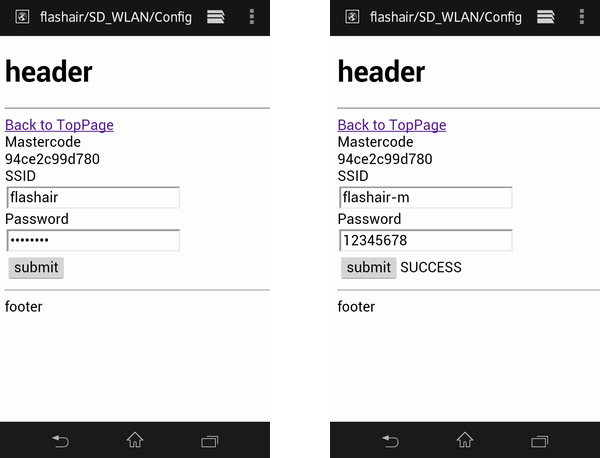 flashair/SD_WLAN/Config
header
Back to TopPage
Mastercode
94ce2c99d780
SSID
flashair
Password
••••••••
submit
footer
flashair/SD_WLAN/Config
header
Back to TopPage
Mastercode
94ce2c99d780
SSID
flashair-m
Password
12345678
submit SUCCESS
footer